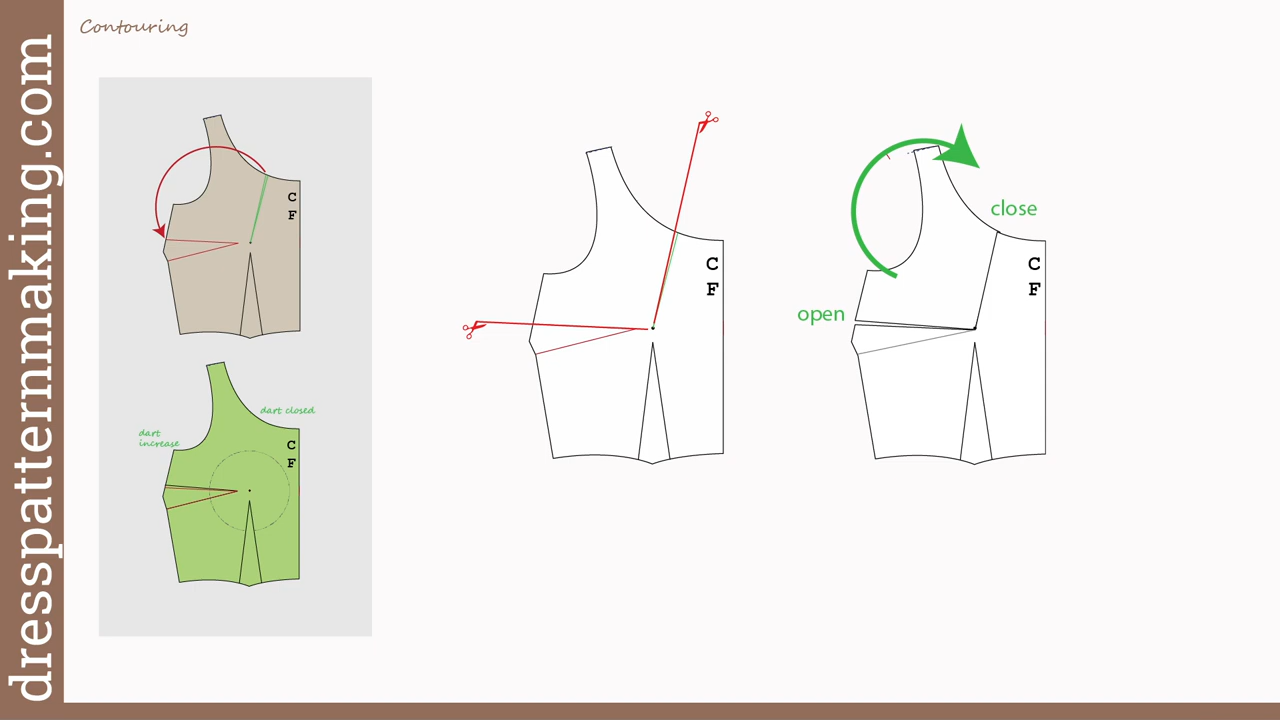 dresspatternmaking.com
Contouring
C
F
dart closed
dart
increase
C
F
C
F
close
open
C
F